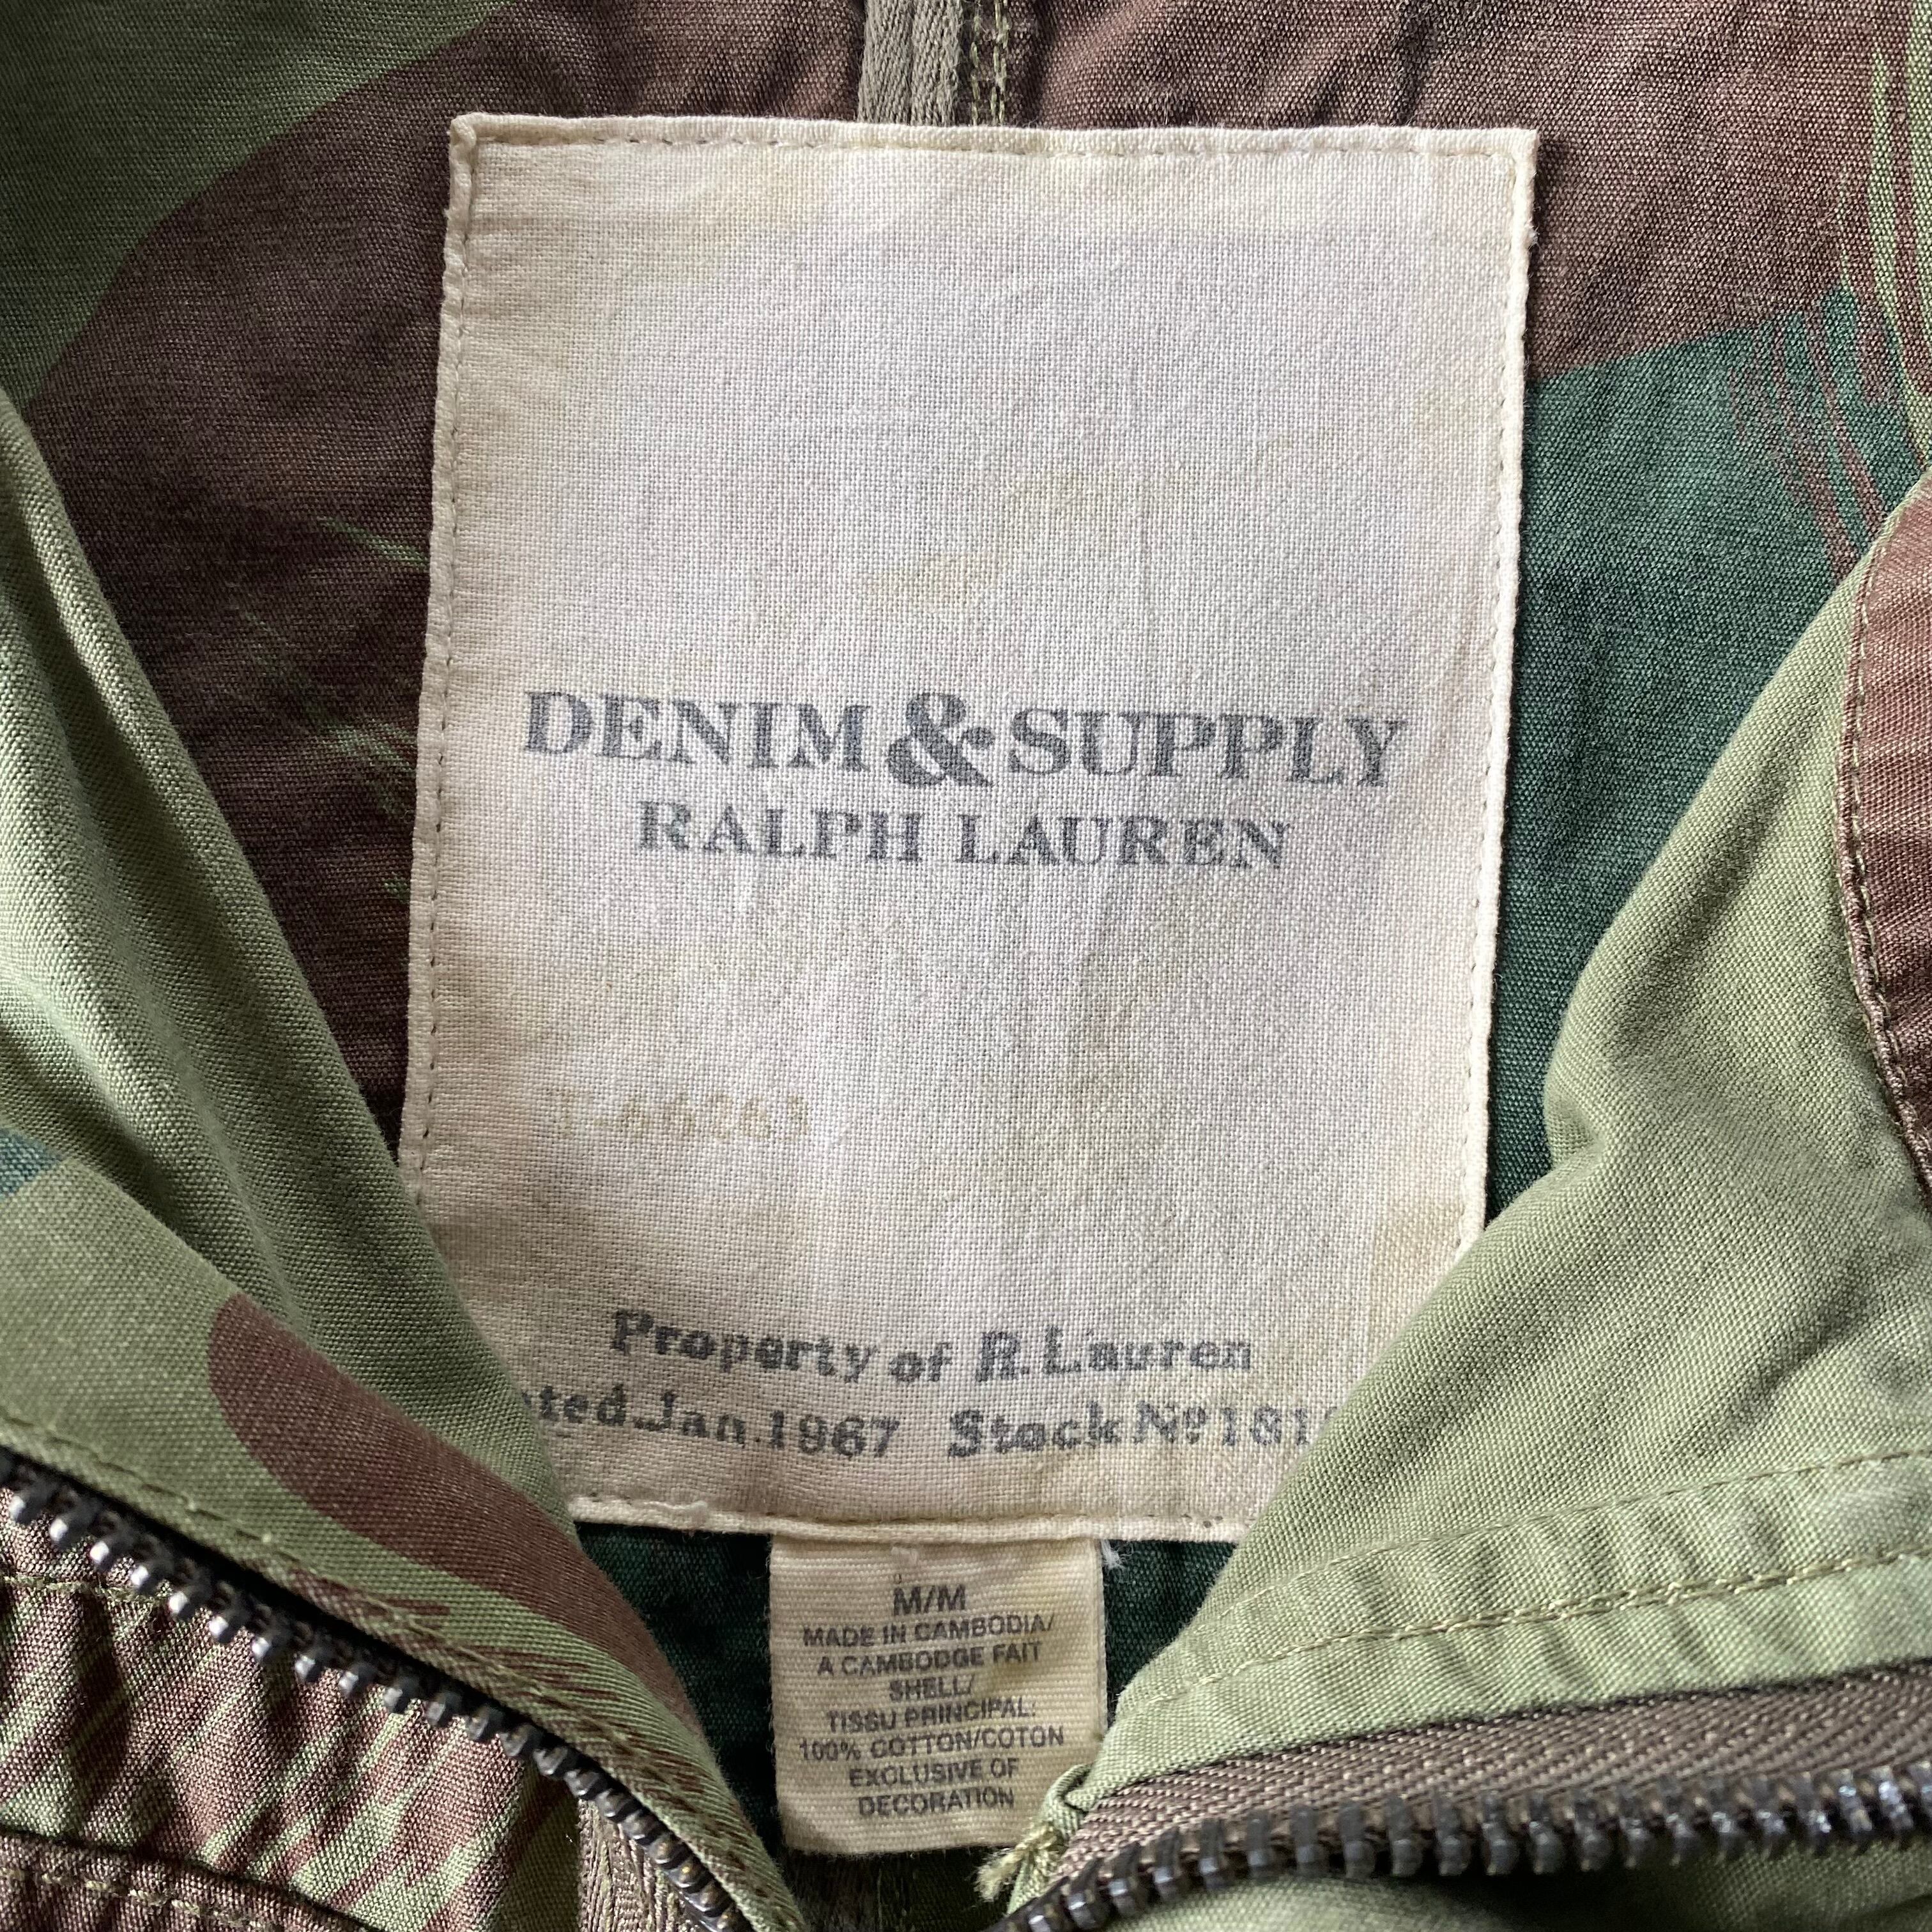 DENIM & SUPPLY
RALPH LAUREN
Property of R. Lauren
Jan. 1967 Stock Nº
M/M
MADE IN CAMBODIA/
A CAMBODGE FAIT
SHELL/
TISSU PRINCIPAL:
100% COTTON/COTON
EXCLUSIVE OF
DECORATION